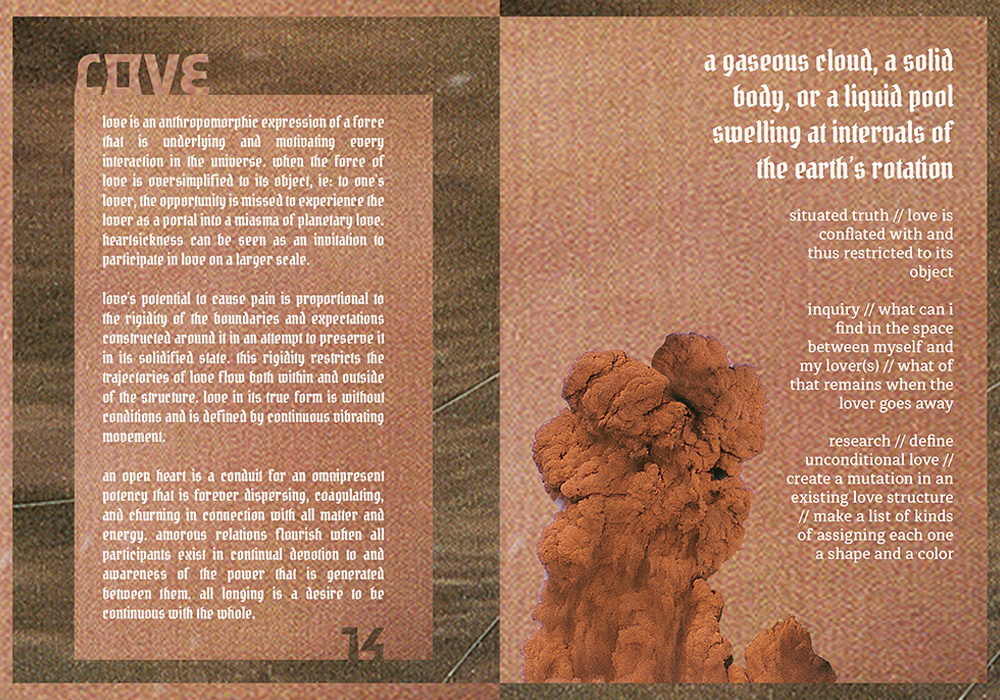 LOVE
love is an anthropomorphic expression of a force
that is underlying and motivating every
interaction in the universe. when the force of
love is oversimplified to its object, ie: to one's
lover, the opportunity is missed to experience the
lover as a portal into a miasma of planetary love.
heartsickness can be seen as an invitation to
participate in love on a larger scale.
love's potential to cause pain is proportional to
the rigidity of the boundaries and expectations
constructed around it in an attempt to preserve it
in its solidified state. this rigidity restricts the
trajectories of love flow both within and outside
of the structure. love in its true form is without
conditions and is defined by continuous vibrating
movement.
an open heart is a conduit for an omnipresent
potency that is forever dispersing, coagulating,
and churning in connection with all matter and
energy. amorous relations flourish when all
participants exist in continual devotion to and
awareness of the power that is generated
between them. all longing is a desire to be
continuous with the whole.
14
a gaseous cloud, a solid
body, or a liquid pool
swelling at intervals of
the earth's rotation
situated truth // love is
conflated with and
thus restricted to its
object
inquiry // what can i
find in the space
between myself and
my lover(s) // what of
that remains when the
lover goes away
research // define
unconditional love //
create a mutation in an
existing love structure
// make a list of kinds
of assigning each one
a shape and a color